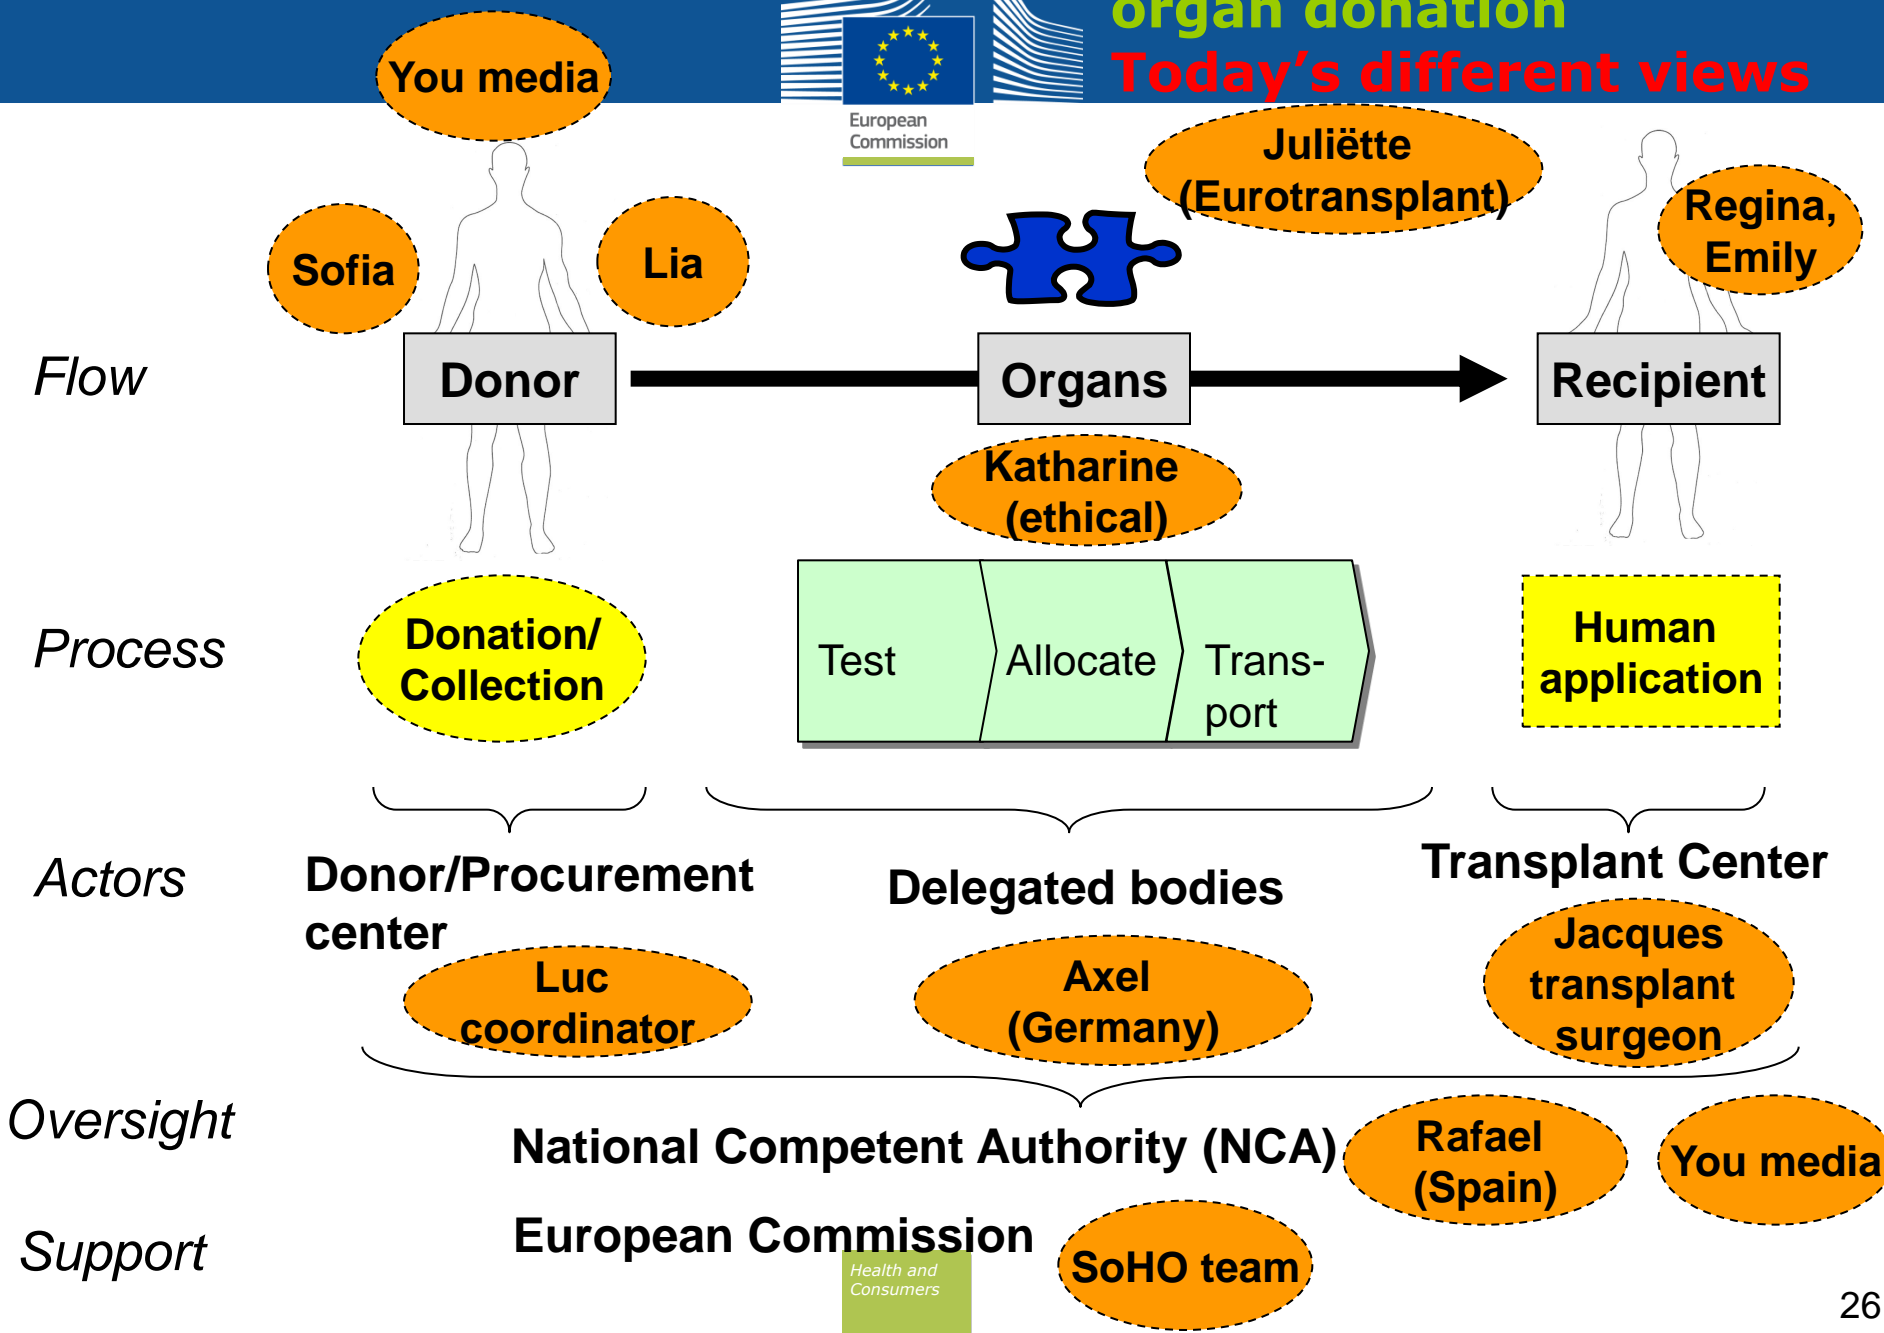 organ donation
Today's different views
You media
European
Commission
Juliëtte
(Eurotransplant)
Regina,
Emily
Sofia
Lia
Flow
Donor
Organs
Recipient
Katharine
(ethical)
Process
Donation/
Collection
Test
Allocate
Trans-
port
Human
application
Actors
Donor/Procurement
center
Delegated bodies
Transplant Center
Luc
coordinator
Axel
(Germany)
Jacques
transplant
surgeon
Oversight
National Competent Authority (NCA)
Rafael
(Spain)
You media
Support
European Commission
SoHO team
Health and
Consumers
26